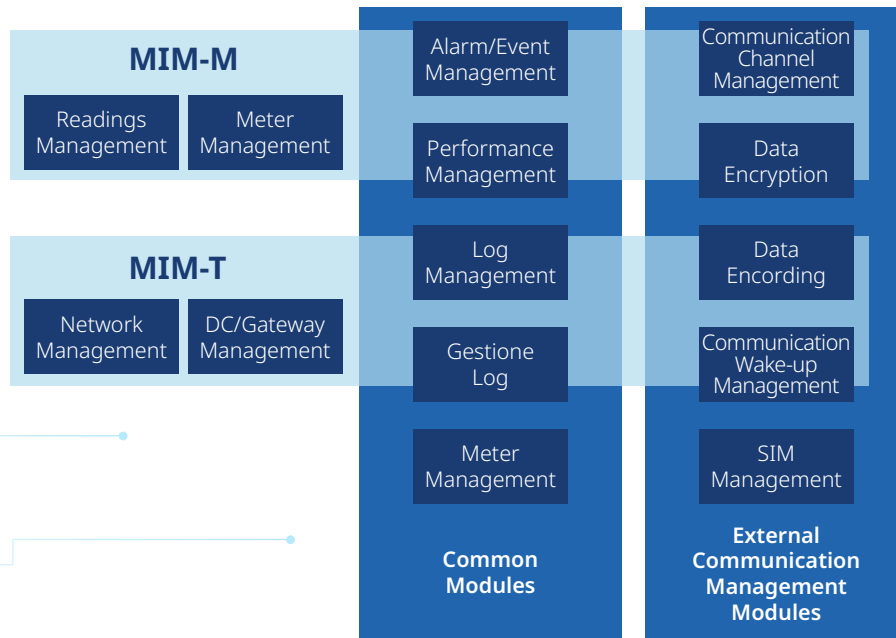 MIM-M
Readings
Management
Meter
Management
MIM-T
Network
Management
DC/Gateway
Management
Alarm/Event
Management
Performance
Management
Log
Management
Gestione
Log
Meter
Management
Common
Modules
Communication
Channel
Management
Data
Encryption
Data
Encording
Communication
Wake-up
Management
SIM
Management
External
Communication
Management
Modules